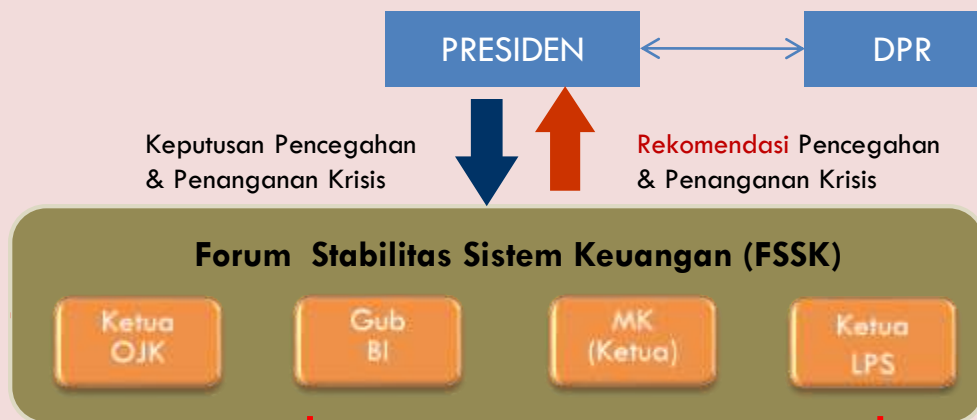 PRESIDEN
DPR
Keputusan Pencegahan
& Penanganan Krisis
Rekomendasi Pencegahan
& Penanganan Krisis
Forum Stabilitas Sistem Keuangan (FSSK)
Ketua
OJK
Gub
BI
MK
(Ketua)
Ketua
LPS